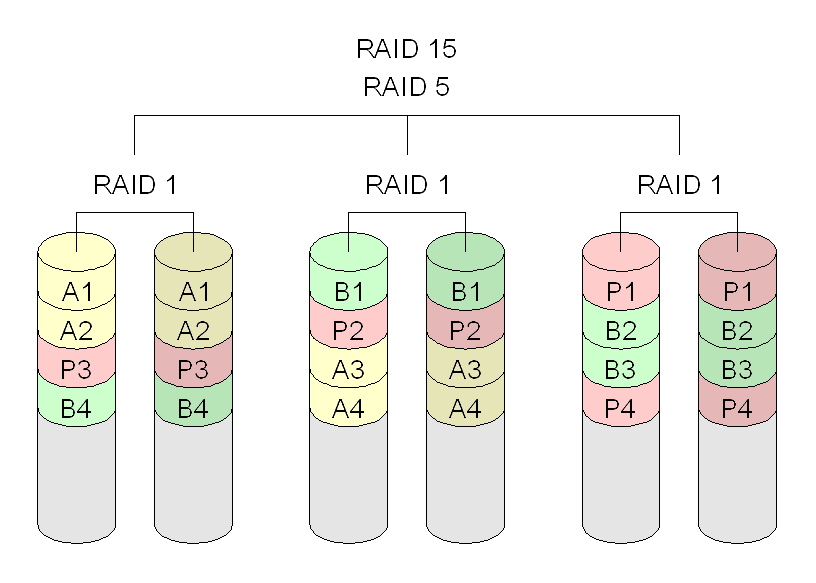 RAID 15
RAID 5
RAID 1 RAID 1 RAID 1
A1 A1 B1 B1 P1 P1
A2 A2 P2 P2 B2 B2
P3 P3 A3 A3 B3 B3
B4 B4 A4 A4 P4 P4